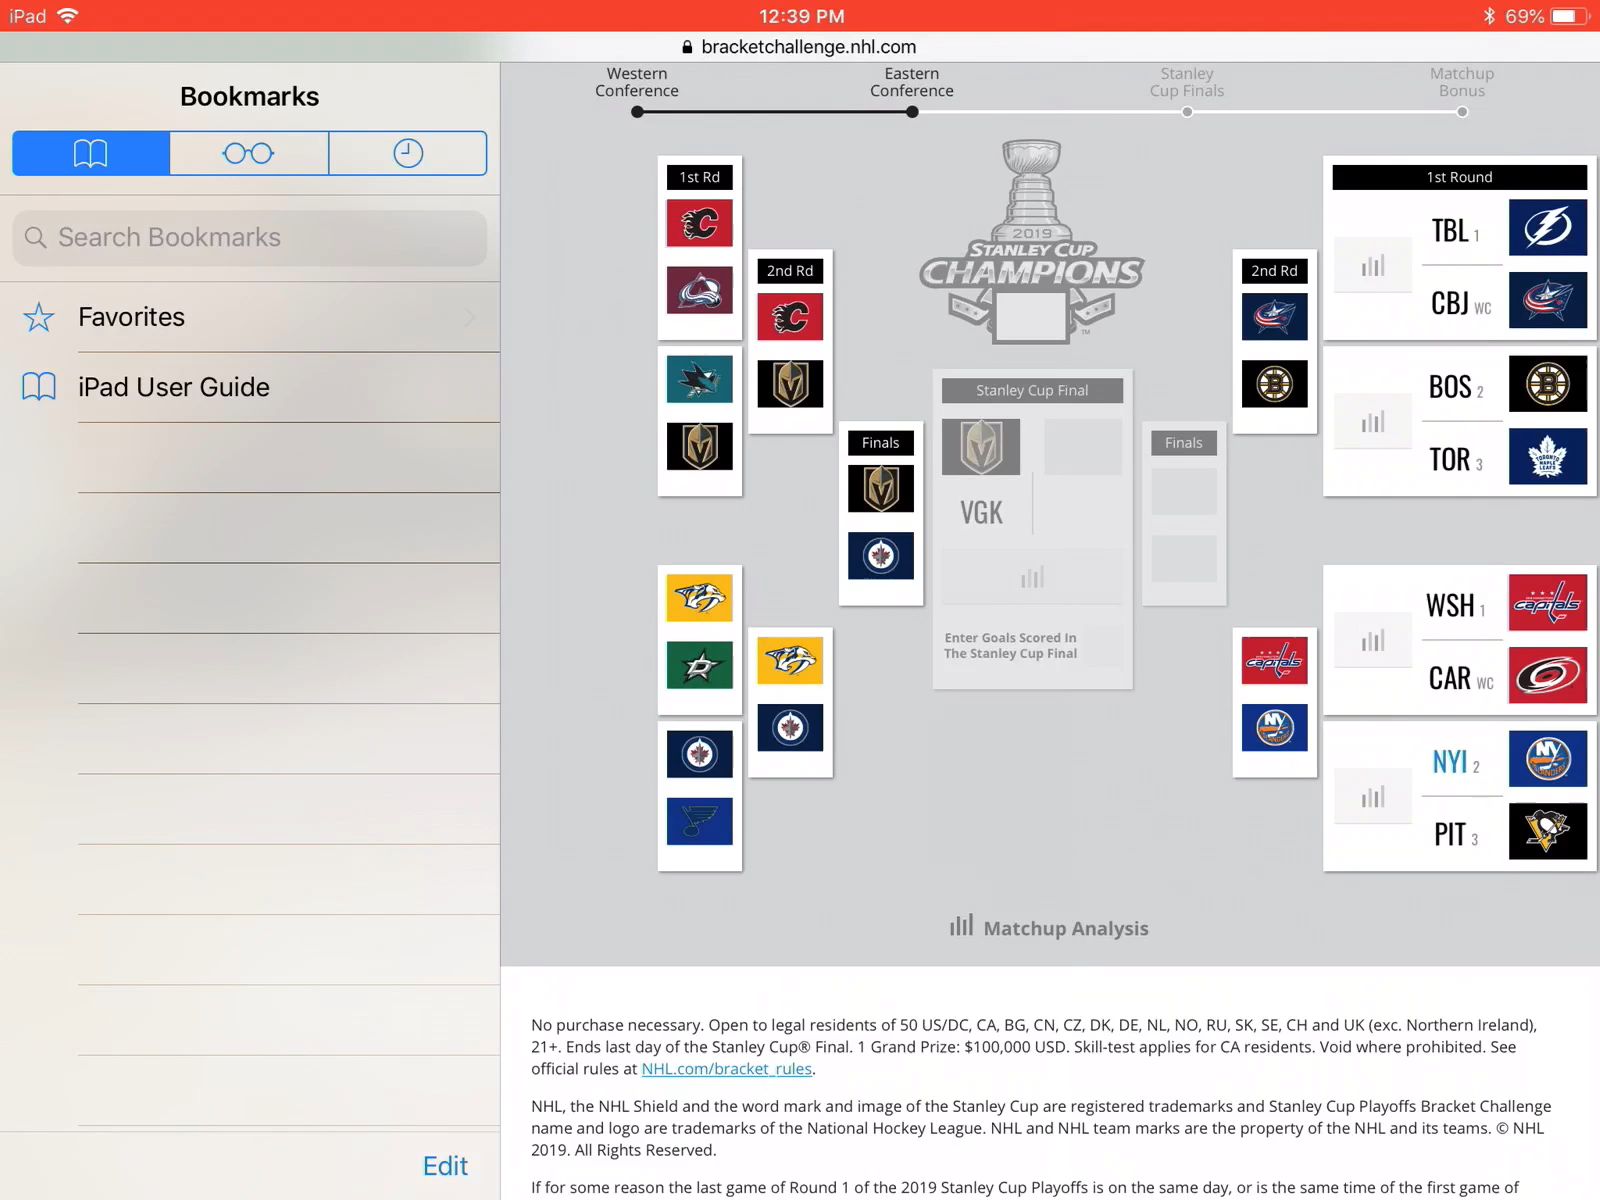 iPad
12:39 PM
69%
bracketchallenge.nhl.com
Bookmarks
Search Bookmarks
Favorites
iPad User Guide
Edit
Western
Conference
Eastern
Conference
Stanley
Cup Finals
Matchup
Bonus
1st Rd
2nd Rd
Finals
2019
STANLEY CUP
CHAMPIONS
TM
Stanley Cup Final
VGK
Enter Goals Scored In
The Stanley Cup Final
Finals
2nd Rd
capitals
NY
1st Round
TBL 1
CBJ WC
BOS 2
TOR 3
TORONTO
MAPLE
LEAFS
WSH 1
capitals
CAR WC
NYI 2
NY
PIT 3
Matchup Analysis
No purchase necessary. Open to legal residents of 50 US/DC, CA, BG, CN, CZ, DK, DE, NL, NO, RU, SK, SE, CH and UK (exc. Northern Ireland),
21+. Ends last day of the Stanley Cup® Final. 1 Grand Prize: $100,000 USD. Skill-test applies for CA residents. Void where prohibited. See
official rules at NHL.com/bracket_rules.
NHL, the NHL Shield and the word mark and image of the Stanley Cup are registered trademarks and Stanley Cup Playoffs Bracket Challenge
name and logo are trademarks of the National Hockey League. NHL and NHL team marks are the property of the NHL and its teams. © NHL
2019. All Rights Reserved.
If for some reason the last game of Round 1 of the 2019 Stanley Cup Playoffs is on the same day, or is the same time of the first game of